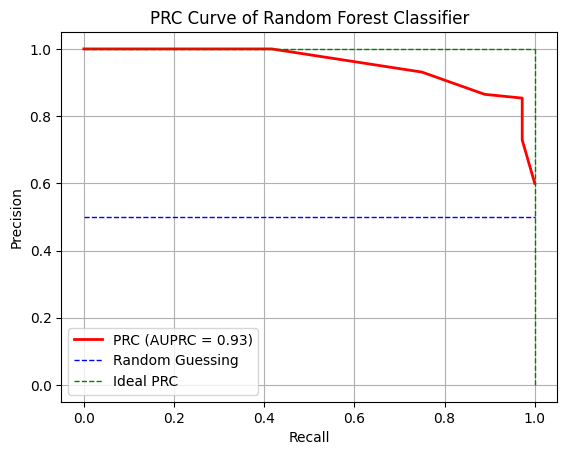 PRC Curve of Random Forest Classifier
Precision
1.0
0.8
0.6
0.4
0.2
0.0
PRC (AUPRC = 0.93)
Random Guessing
Ideal PRC
0.0 0.2 0.4 0.6 0.8 1.0
Recall